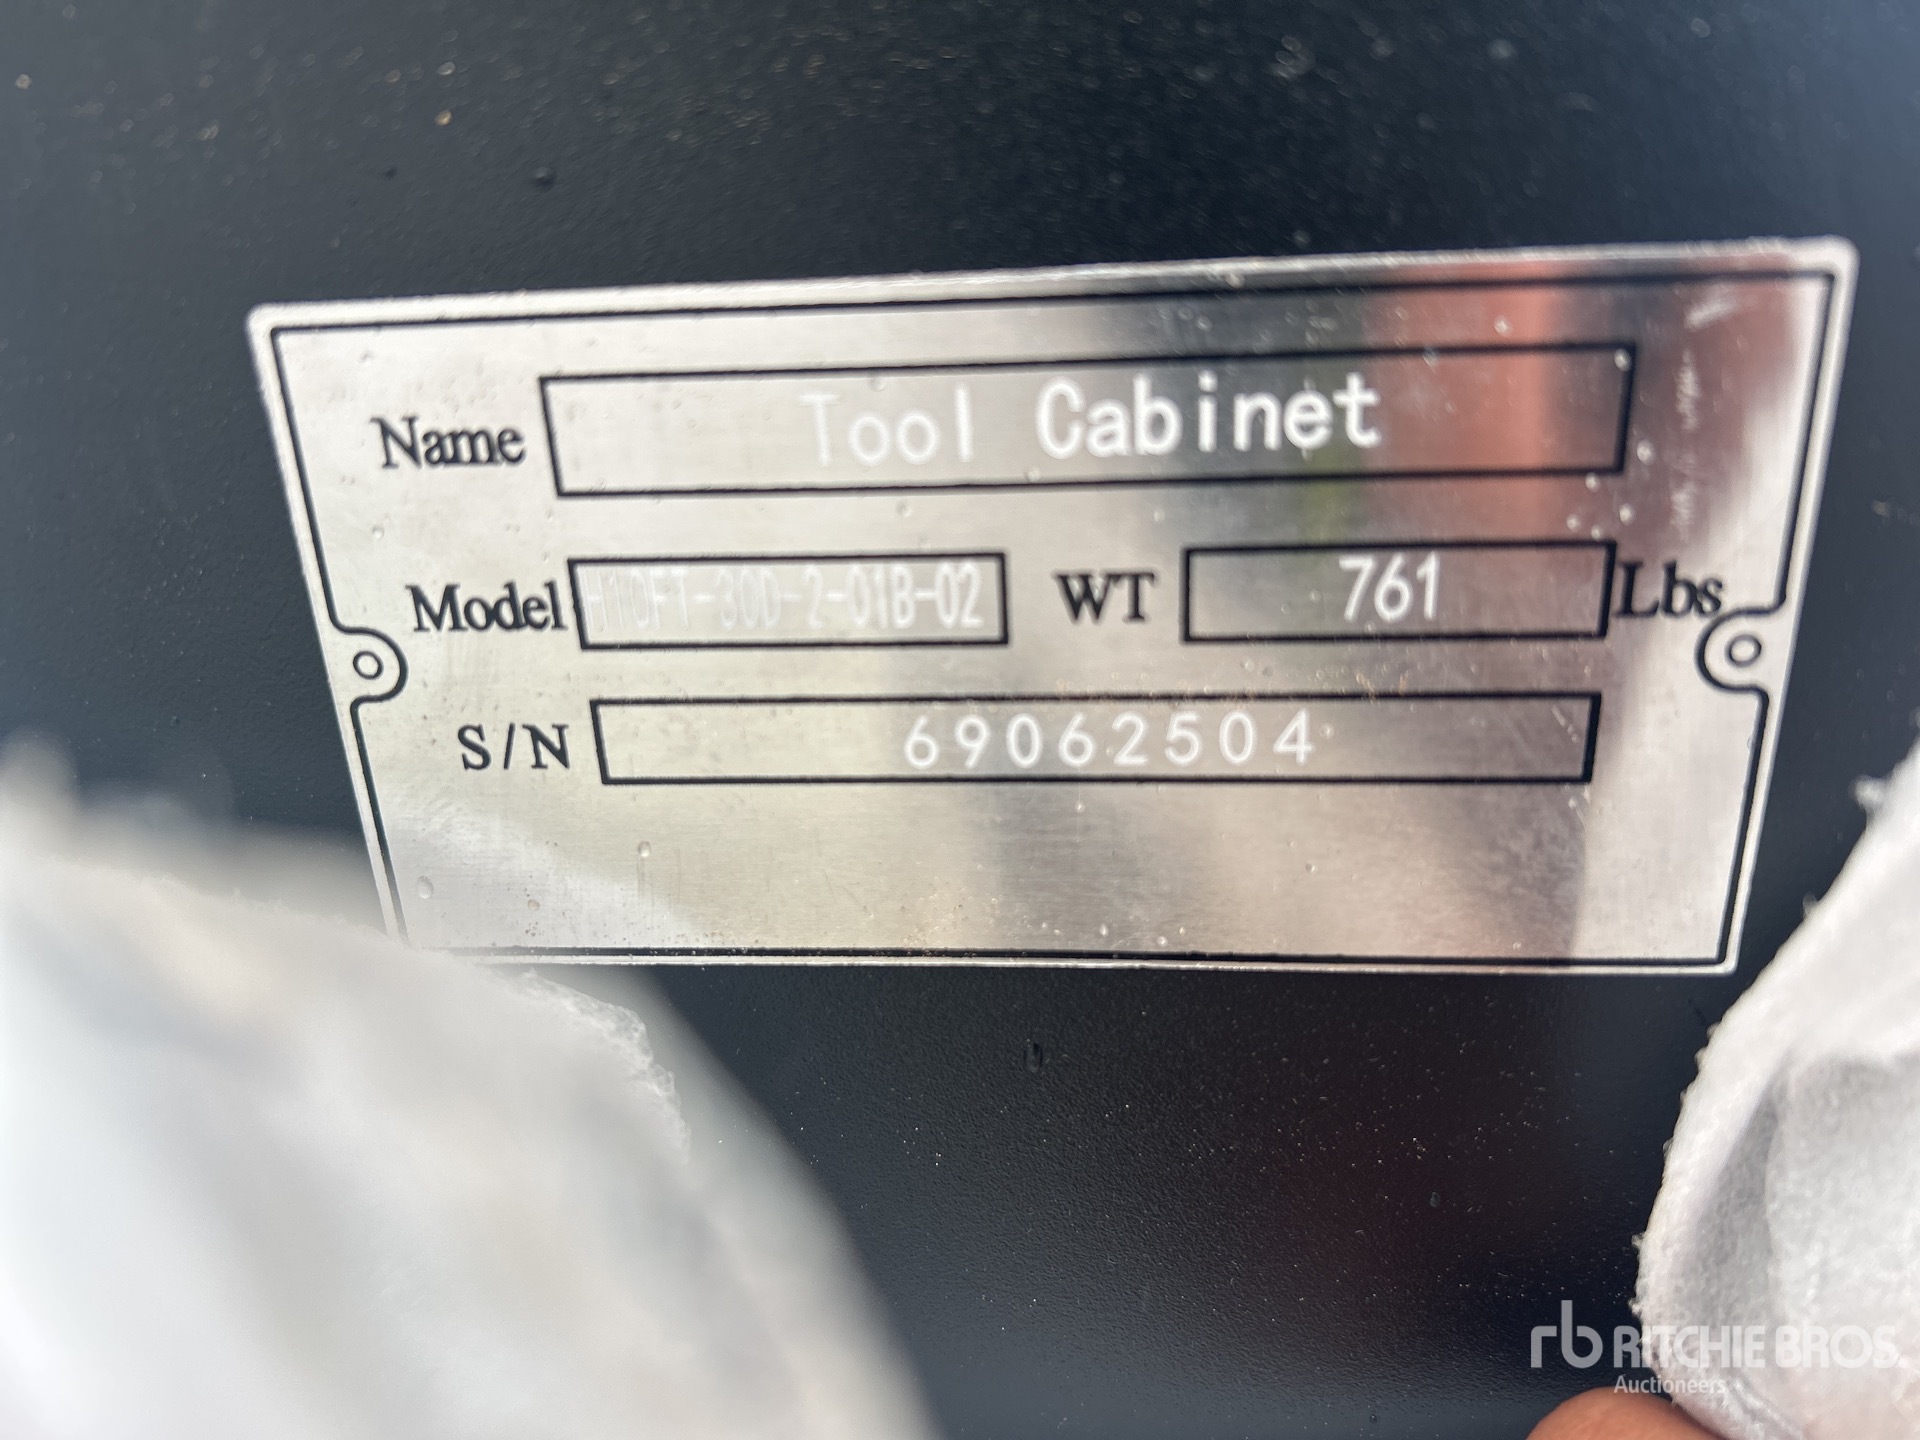 Name Tool Cabinet
Model H10FT-30D-2-01B-02 WT 761 Lbs
S/N 69062504
rb RITCHIE BROS.
Auctioneers